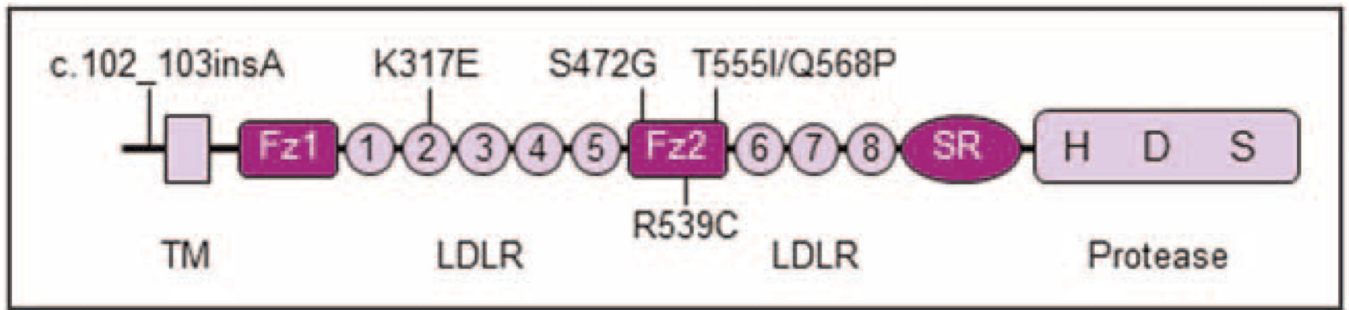 c.102_103insA K317E S472G T555I/Q568P
Fz1 1 2 3 4 5 Fz2 6 7 8 SR H D S
R539C
TM LDLR LDLR Protease